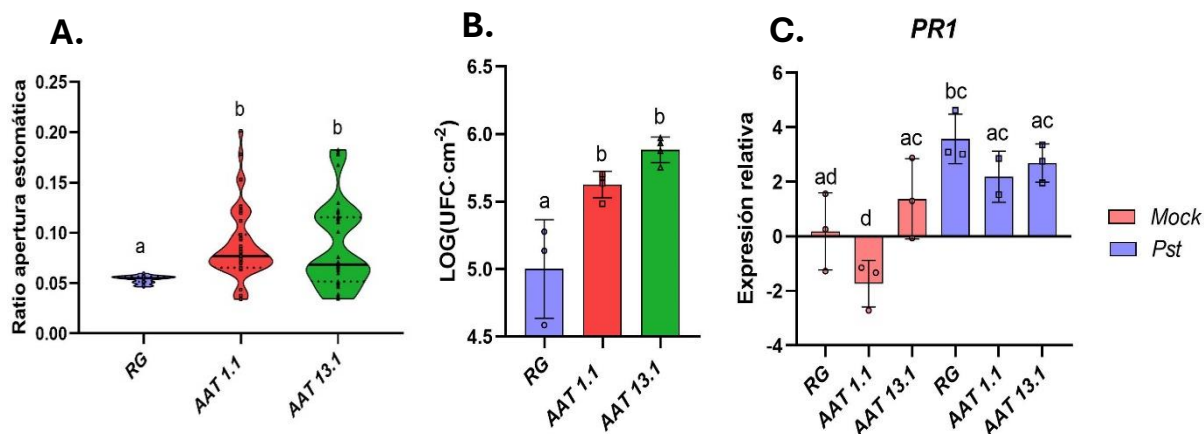 A.
Ratio apertura estomática
0.25
0.20
0.15
0.10
0.05
0.00
a
b
b
RG
AAT 1.1
AAT 13.1
B.
LOG(UFC·cm⁻²)
6.5
6.0
5.5
5.0
4.5
a
b
b
RG
AAT 1.1
AAT 13.1
C.
PR1
Expresión relativa
6
4
2
0
-2
-4
ad
d
ac
bc
ac
ac
RG
AAT 1.1
AAT 13.1
RG
AAT 1.1
AAT 13.1
Mock
Pst